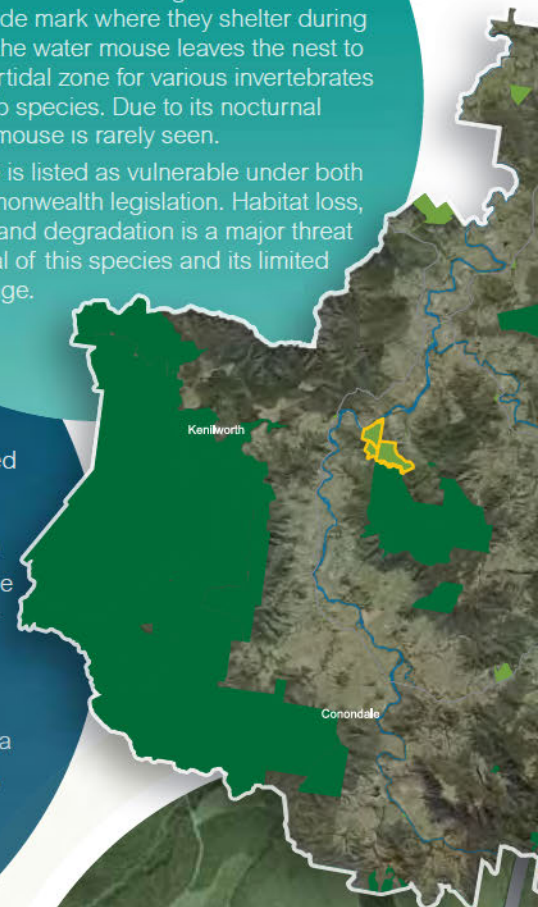 de mark where they shelter during
he water mouse leaves the nest to
rtidal zone for various invertebrates
o species. Due to its nocturnal
mouse is rarely seen.
is listed as vulnerable under both
monwealth legislation. Habitat loss,
and degradation is a major threat
al of this species and its limited
ge.
ed
Kenilworth
e
Conondale
a